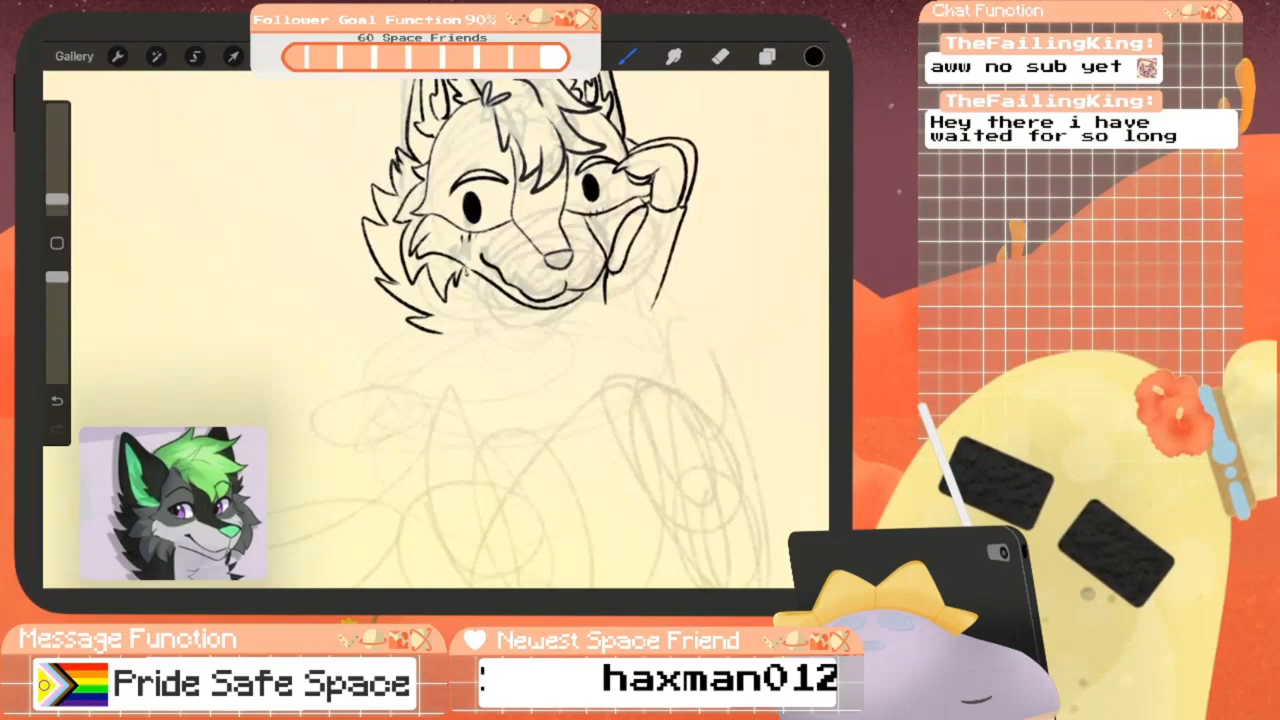 Follower Goal Function 90%
60 Space Friends
Gallery
Chat Function
TheFailingKing:
aww no sub yet
TheFailingKing:
Hey there i have
waited for so long
Message Function
Pride Safe Space
Newest Space Friend
: haxman012